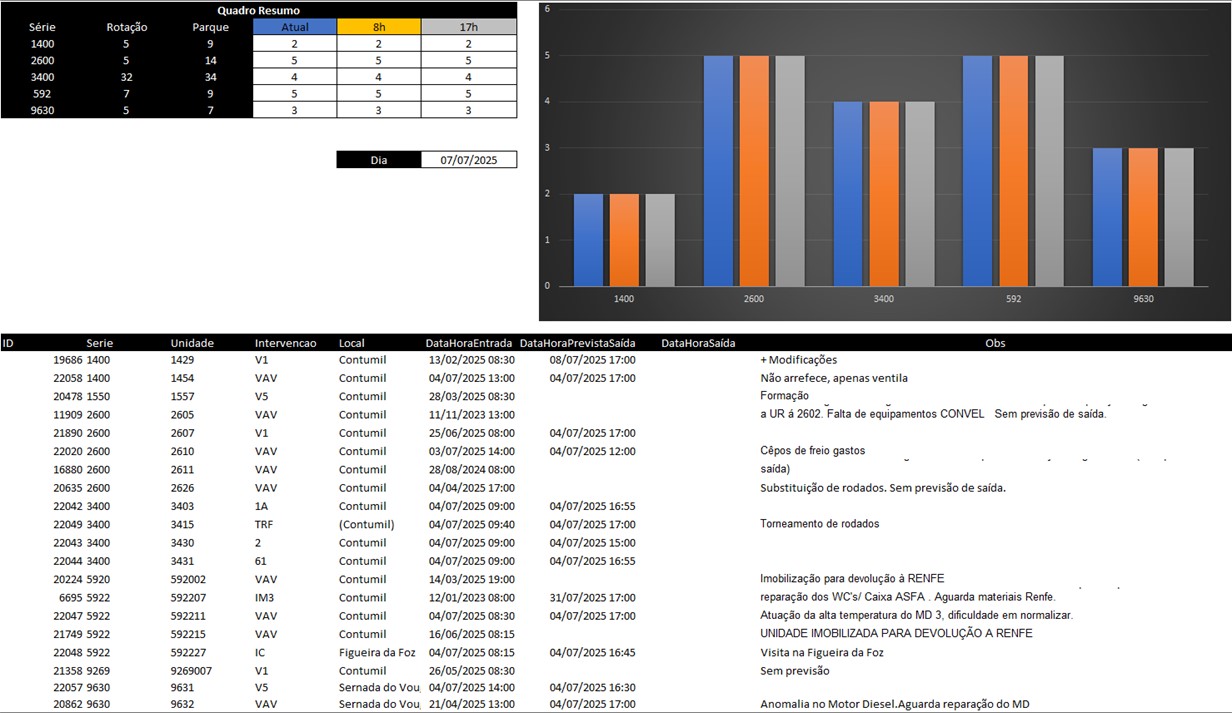 Quadro Resumo
Série Rotação Parque Atual 8h 17h
1400 5 9 2 2 2
2600 5 14 5 5 5
3400 32 34 4 4 4
592 7 9 5 5 5
9630 5 7 3 3 3
Dia 07/07/2025
6
5
4
3
2
1
0
1400 2600 3400 592 9630
ID Serie Unidade Intervencao Local DataHoraEntrada DataHoraPrevistaSaída DataHoraSaída Obs
19686 1400 1429 V1 Contumil 13/02/2025 08:30 08/07/2025 17:00 + Modificações
22058 1400 1454 VAV Contumil 04/07/2025 13:00 04/07/2025 17:00 Não arrefece, apenas ventila
20478 1550 1557 V5 Contumil 28/03/2025 08:30 Formação
11909 2600 2605 VAV Contumil 11/11/2023 13:00 a UR á 2602. Falta de equipamentos CONVEL Sem previsão de saída.
21890 2600 2607 V1 Contumil 25/06/2025 08:00 04/07/2025 17:00
22020 2600 2610 VAV Contumil 03/07/2025 14:00 04/07/2025 12:00 Cêpos de freio gastos
16880 2600 2611 VAV Contumil 28/08/2024 08:00 saída)
20635 2600 2626 VAV Contumil 04/04/2025 17:00 Substituição de rodados. Sem previsão de saída.
22042 3400 3403 1A Contumil 04/07/2025 09:00 04/07/2025 16:55
22049 3400 3415 TRF (Contumil) 04/07/2025 09:40 04/07/2025 17:00 Torneamento de rodados
22043 3400 3430 2 Contumil 04/07/2025 09:00 04/07/2025 15:00
22044 3400 3431 61 Contumil 04/07/2025 09:00 04/07/2025 16:55
20224 5920 592002 VAV Contumil 14/03/2025 19:00 Imobilização para devolução à RENFE
6695 5922 592207 IM3 Contumil 12/01/2023 08:00 31/07/2025 17:00 reparação dos WC's/ Caixa ASFA . Aguarda materiais Renfe.
22047 5922 592211 VAV Contumil 04/07/2025 08:30 04/07/2025 17:00 Atuação da alta temperatura do MD 3, dificuldade em normalizar.
21749 5922 592215 VAV Contumil 16/06/2025 08:15 UNIDADE IMOBILIZADA PARA DEVOLUÇÃO A RENFE
22048 5922 592227 IC Figueira da Foz 04/07/2025 08:15 04/07/2025 16:45 Visita na Figueira da Foz
21358 9269 9269007 V1 Contumil 26/05/2025 08:30 Sem previsão
22057 9630 9631 V5 Sernada do Vou 04/07/2025 14:00 04/07/2025 16:30
20862 9630 9632 VAV Sernada do Vou 21/04/2025 13:00 04/07/2025 17:00 Anomalia no Motor Diesel.Aguarda reparação do MD